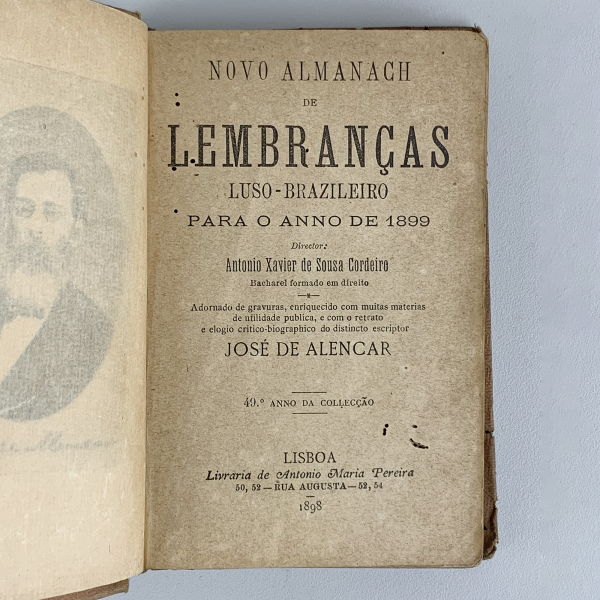 NOVO ALMANACH
DE
LEMBRANÇAS
LUSO-BRAZILEIRO
PARA O ANNO DE 1899
Director:
Antonio Xavier de Sousa Cordeiro
Bacharel formado em direito
Adornado de gravuras, enriquecido com muitas materias
de utilidade publica, e com o retrato
e elogio critico-biographico do distincto escriptor
JOSÉ DE ALENCAR
49.º ANNO DA COLLECÇÃO
LISBOA
Livraria de Antonio Maria Pereira
50, 52 — RUA AUGUSTA — 52, 54
1898